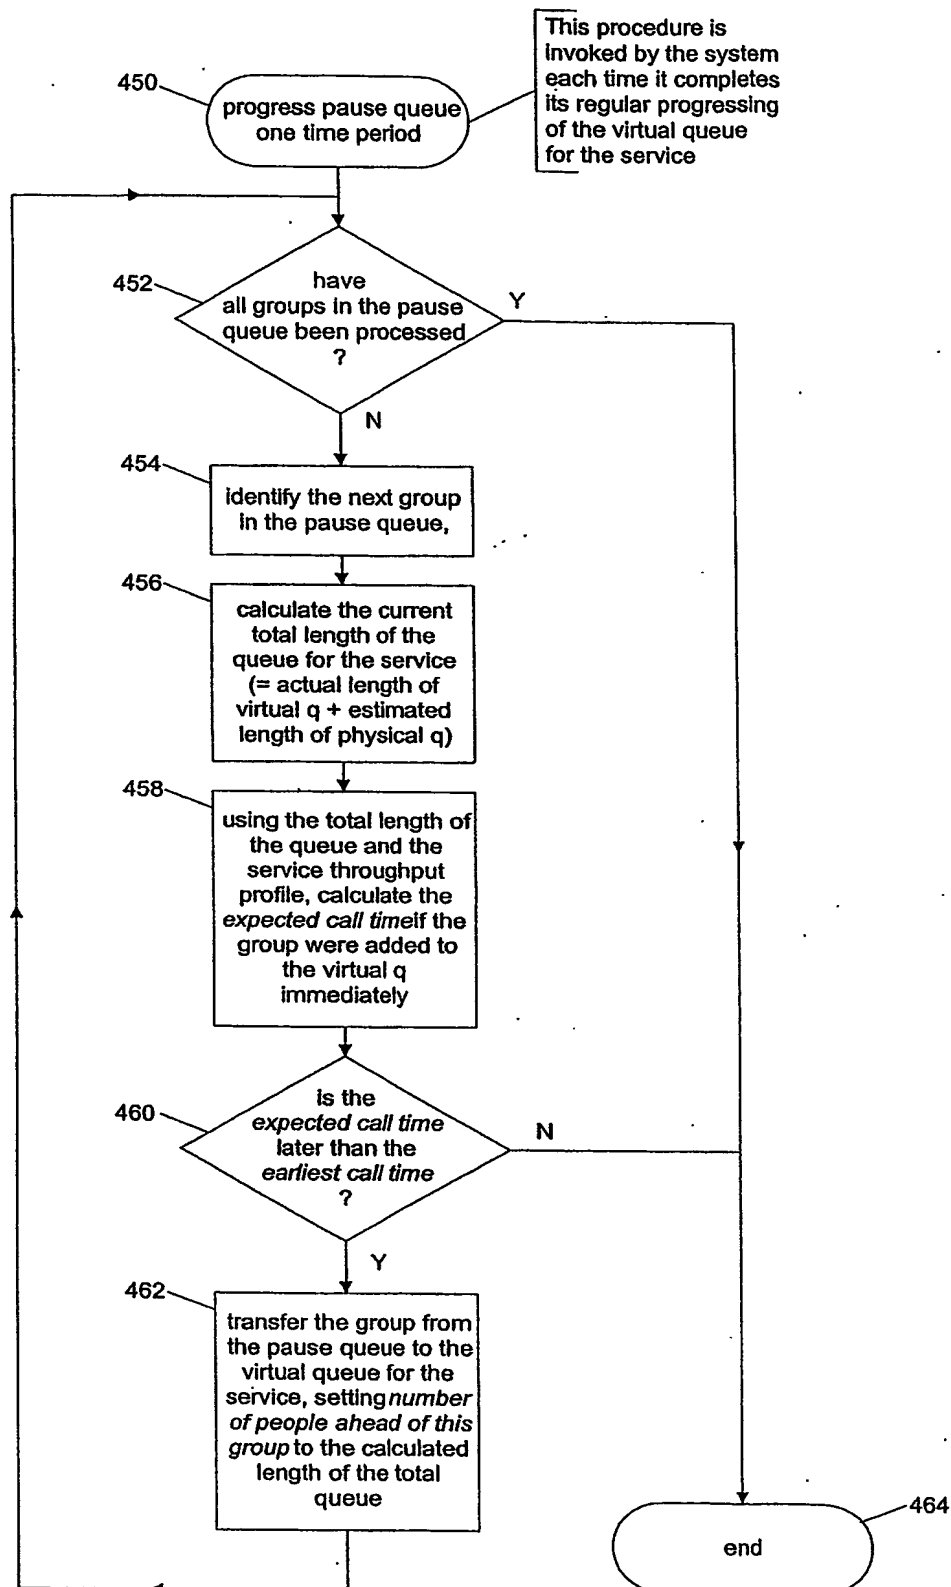 This procedure is
invoked by the system
each time it completes
its regular progressing
of the virtual queue
for the service
450
progress pause queue
one time period
452
have
all groups in the pause
queue been processed
?
Y
N
454
identify the next group
in the pause queue,
456
calculate the current
total length of the
queue for the service
(= actual length of
virtual q + estimated
length of physical q)
458
using the total length of
the queue and the
service throughput
profile, calculate the
expected call timeif the
group were added to
the virtual q
immediately
460
is the
expected call time
later than the
earliest call time
?
N
Y
462
transfer the group from
the pause queue to the
virtual queue for the
service, setting number
of people ahead of this
group to the calculated
length of the total
queue
464
end